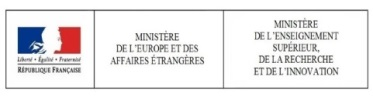 Liberté • Égalité • Fraternité
RÉPUBLIQUE FRANÇAISE
MINISTÈRE
DE L'EUROPE ET DES
AFFAIRES ÉTRANGÈRES
MINISTÈRE
DE L'ENSEIGNEMENT
SUPÉRIEUR,
DE LA RECHERCHE
ET DE L'INNOVATION